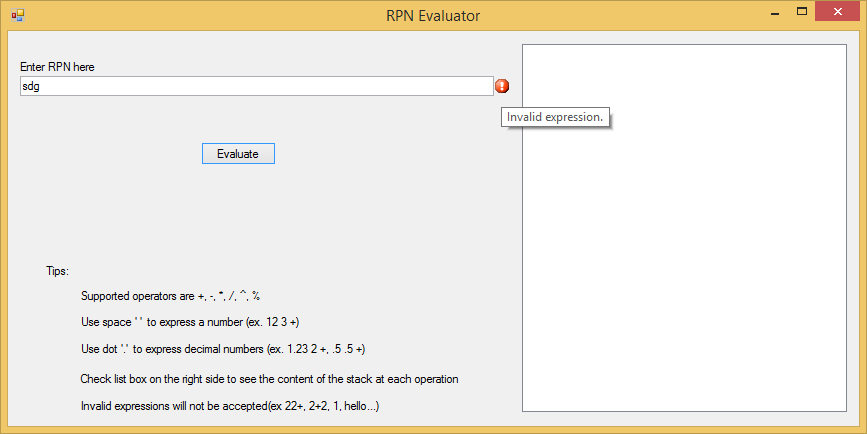 RPN Evaluator
Enter RPN here
sdg
Invalid expression.
Evaluate
Tips:
Supported operators are +, -, *, /, ^, %
Use space ' ' to express a number (ex. 12 3 +)
Use dot '.' to express decimal numbers (ex. 1.23 2 +, .5 .5 +)
Check list box on the right side to see the content of the stack at each operation
Invalid expressions will not be accepted(ex 22+, 2+2, 1, hello...)